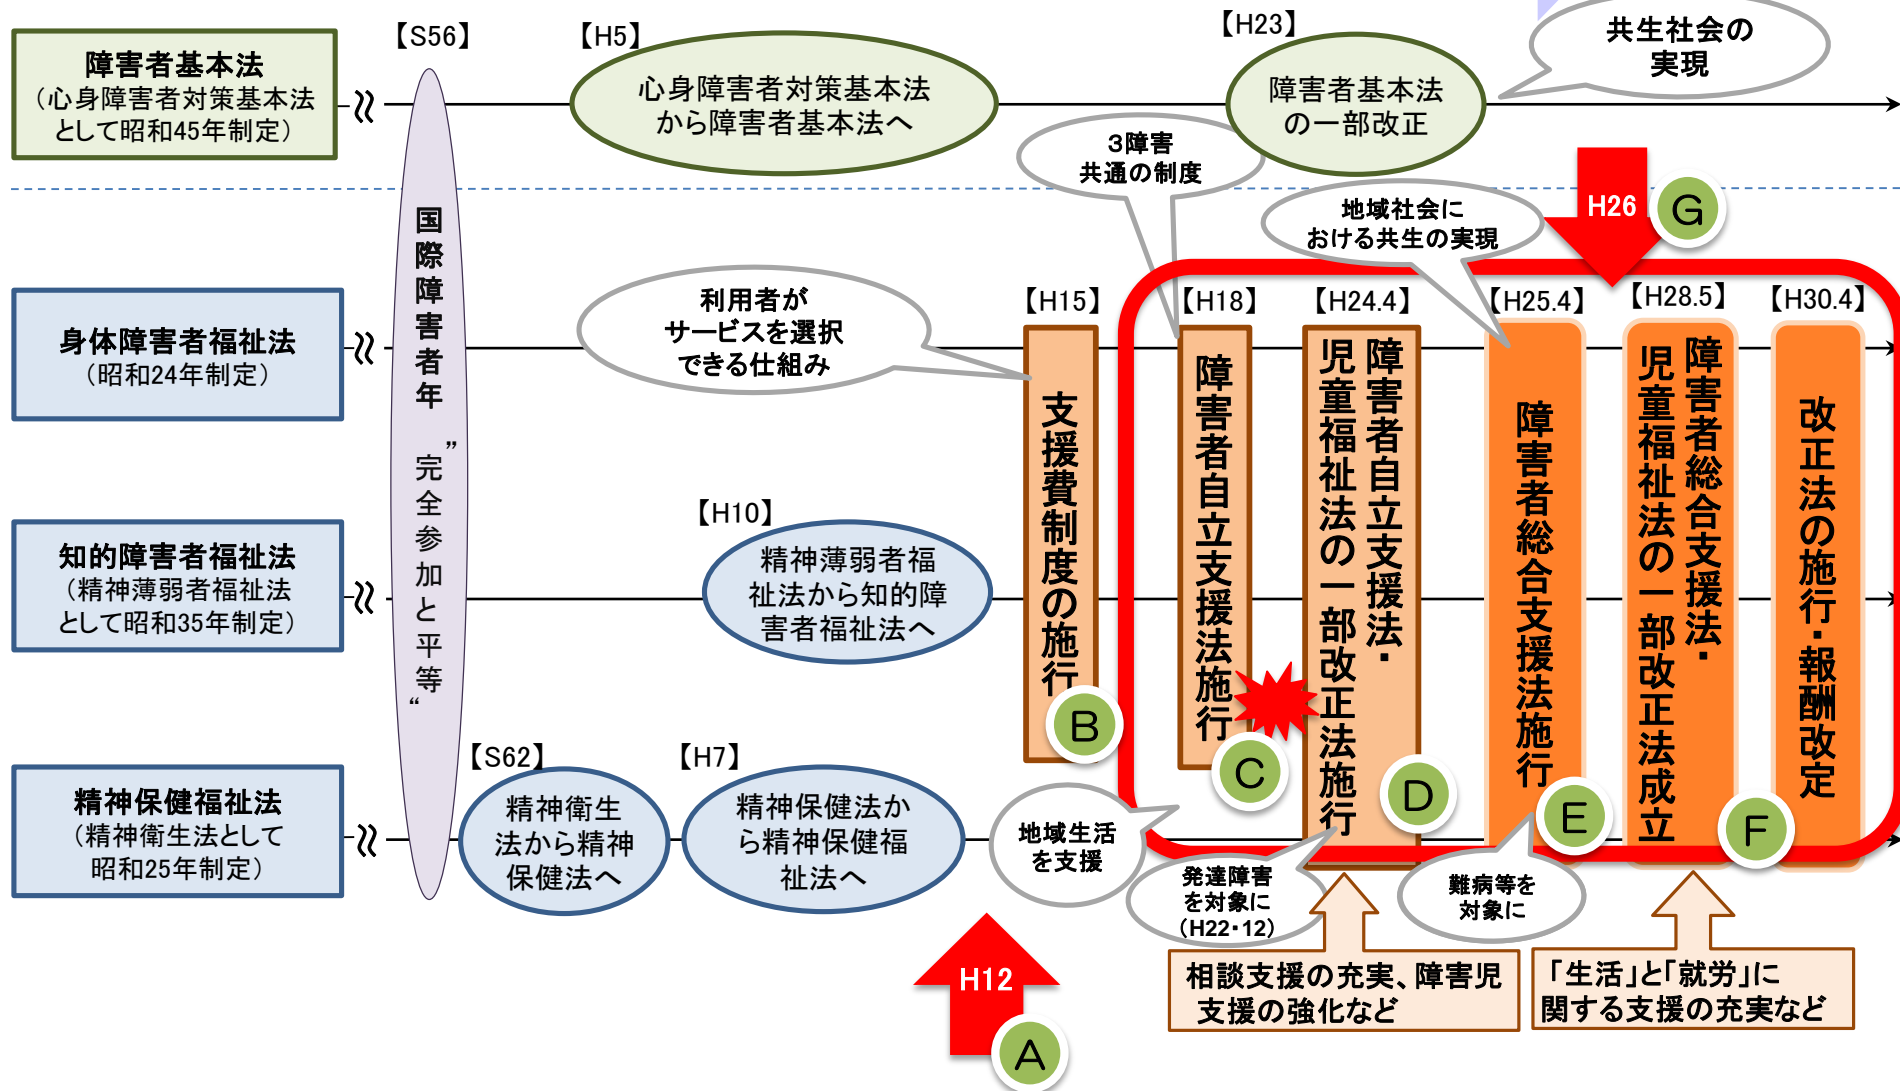 【S56】
【H5】
【H23】
共生社会の
実現
障害者基本法
（心身障害者対策基本法
として昭和45年制定）
心身障害者対策基本法
から障害者基本法へ
障害者基本法
の一部改正
3障害
共通の制度
H26
G
地域社会に
おける共生の実現
国際障害者年
”完全参加と平等“
利用者が
サービスを選択
できる仕組み
【H15】
【H18】
【H24.4】
【H25.4】
【H28.5】
【H30.4】
身体障害者福祉法
（昭和24年制定）
支援費制度の施行
B
障害者自立支援法施行
C
障害者自立支援法・
児童福祉法の一部改正法施行
D
障害者総合支援法施行
E
障害者総合支援法・
児童福祉法の一部改正法成立
F
改正法の施行・報酬改定
【H10】
知的障害者福祉法
（精神薄弱者福祉法
として昭和35年制定）
精神薄弱者福
祉法から知的障
害者福祉法へ
【S62】
【H7】
精神保健福祉法
（精神衛生法として
昭和25年制定）
精神衛生
法から精神
保健法へ
精神保健法か
ら精神保健福
祉法へ
地域生活
を支援
発達障害
を対象に
（H22・12）
難病等を
対象に
H12
A
相談支援の充実、障害児
支援の強化など
「生活」と「就労」に
関する支援の充実など